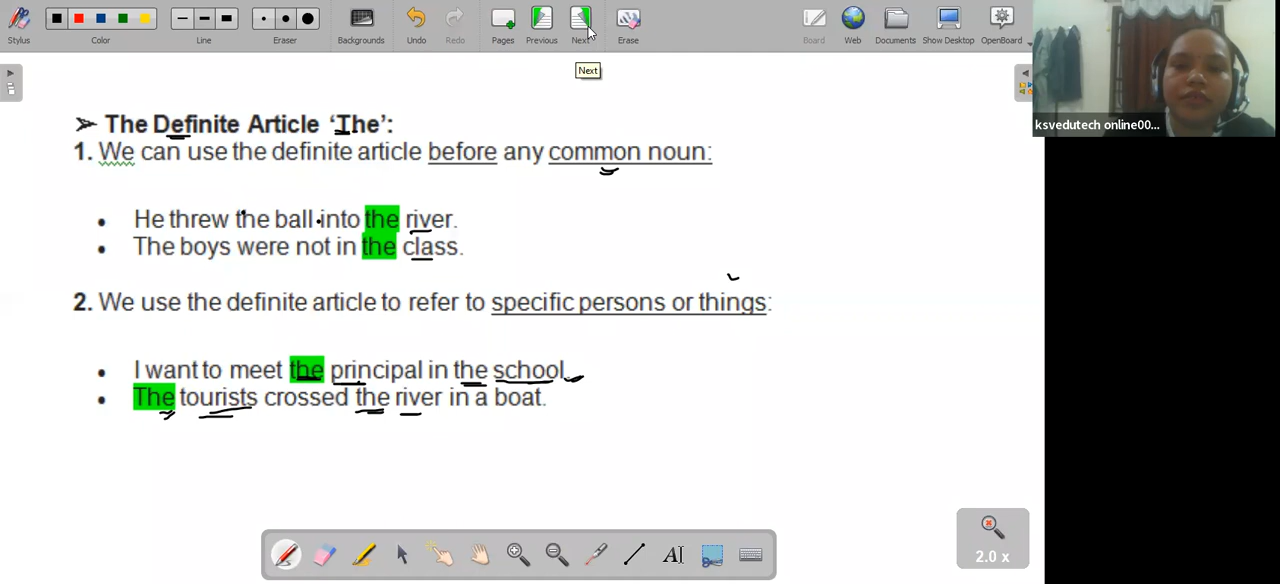 Stylus
Color
Line
Eraser
Backgrounds
Undo
Redo
Pages
Previous
Next
Erase
Board
Web
Documents
Show Desktop
OpenBoard
Next
ksvedutech online00...
➢ The Definite Article ‘The’:
1. We can use the definite article before any common noun:
• He threw the ball into the river.
• The boys were not in the class.
2. We use the definite article to refer to specific persons or things:
• I want to meet the principal in the school.
• The tourists crossed the river in a boat.
2.0 x